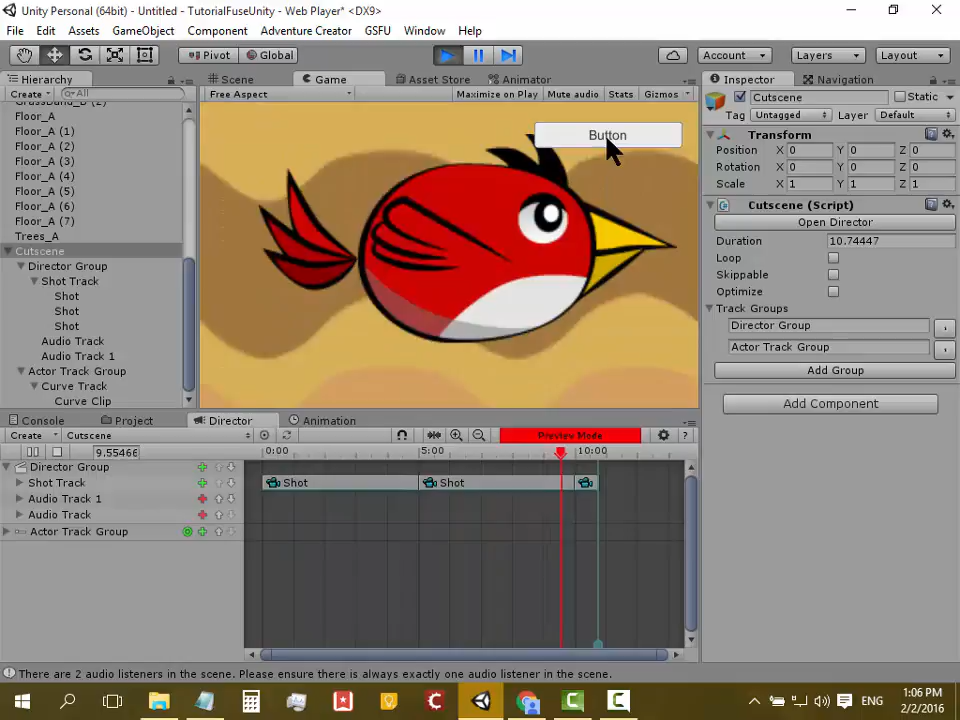 Unity Personal (64bit) - Untitled - TutorialFuseUnity - Web Player* <DX9>
File Edit Assets GameObject Component Adventure Creator GSFU Window Help
Pivot Global Account Layers Layout
Hierarchy Scene Game Asset Store Animator Inspector Navigation
Create All Free Aspect Maximize on Play Mute audio Stats Gizmos Cutscene Static
Tag Untagged Layer Default
Floor_A
Floor_A (1)
Floor_A (2)
Floor_A (3)
Floor_A (4)
Floor_A (5)
Floor_A (6)
Floor_A (7)
Trees_A
Cutscene
Director Group
Shot Track
Shot
Shot
Shot
Audio Track
Audio Track 1
Actor Track Group
Curve Track
Curve Clip
Button
Transform
Position X 0 Y 0 Z 0
Rotation X 0 Y 0 Z 0
Scale X 1 Y 1 Z 1
Cutscene (Script)
Open Director
Duration 10.74447
Loop
Skippable
Optimize
Track Groups
Director Group
Actor Track Group
Add Group
Add Component
Console Project Director Animation
Create Cutscene Preview Mode ?
9.55466 0:00 5:00 10:00
Director Group
Shot Track Shot Shot
Audio Track 1
Audio Track
Actor Track Group
There are 2 audio listeners in the scene. Please ensure there is always exactly one audio listener in the scene.
ENG
1:06 PM
2/2/2016